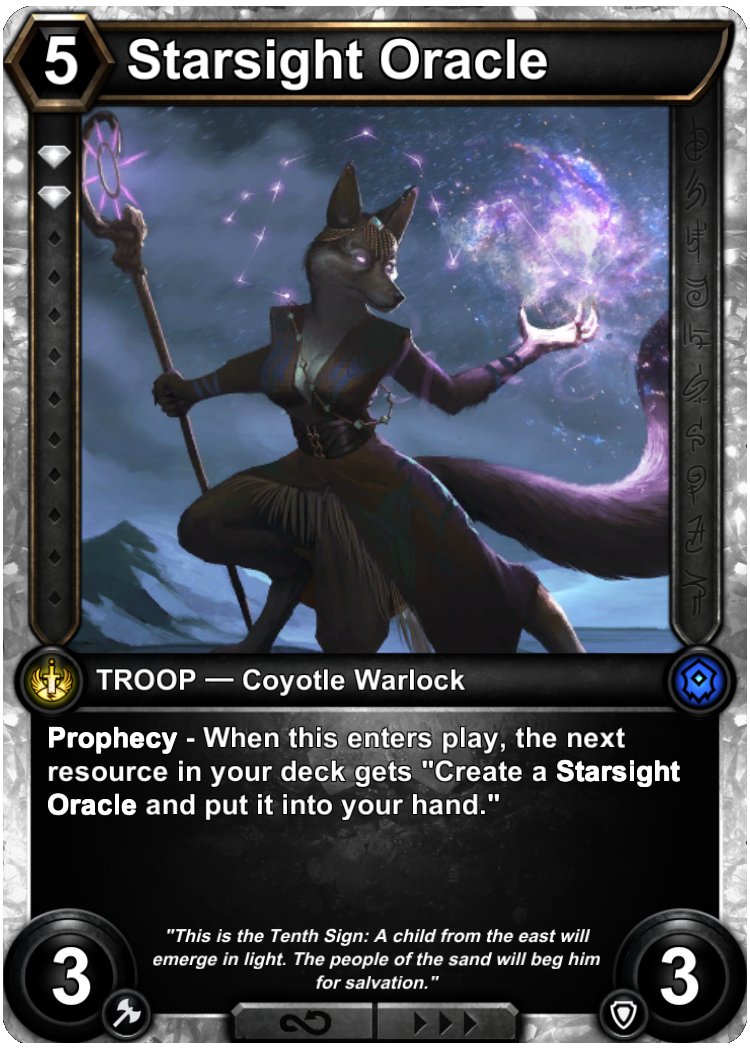 5 Starsight Oracle
TROOP — Coyotle Warlock
Prophecy - When this enters play, the next
resource in your deck gets "Create a Starsight
Oracle and put it into your hand."
"This is the Tenth Sign: A child from the east will
emerge in light. The people of the sand will beg him
for salvation."
3
3